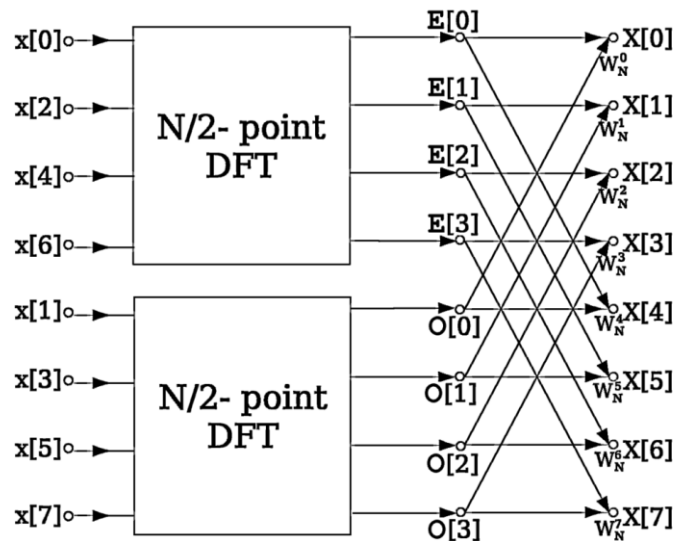 x[0] E[0] X[0]
W_N^0
x[2] E[1] X[1]
W_N^1
N/2- point
DFT
x[4] E[2] X[2]
W_N^2
x[6] E[3] X[3]
W_N^3
x[1] O[0] W_N^4 X[4]
x[3] O[1] W_N^5 X[5]
N/2- point
DFT
x[5] O[2] W_N^6 X[6]
x[7] O[3] W_N^7 X[7]